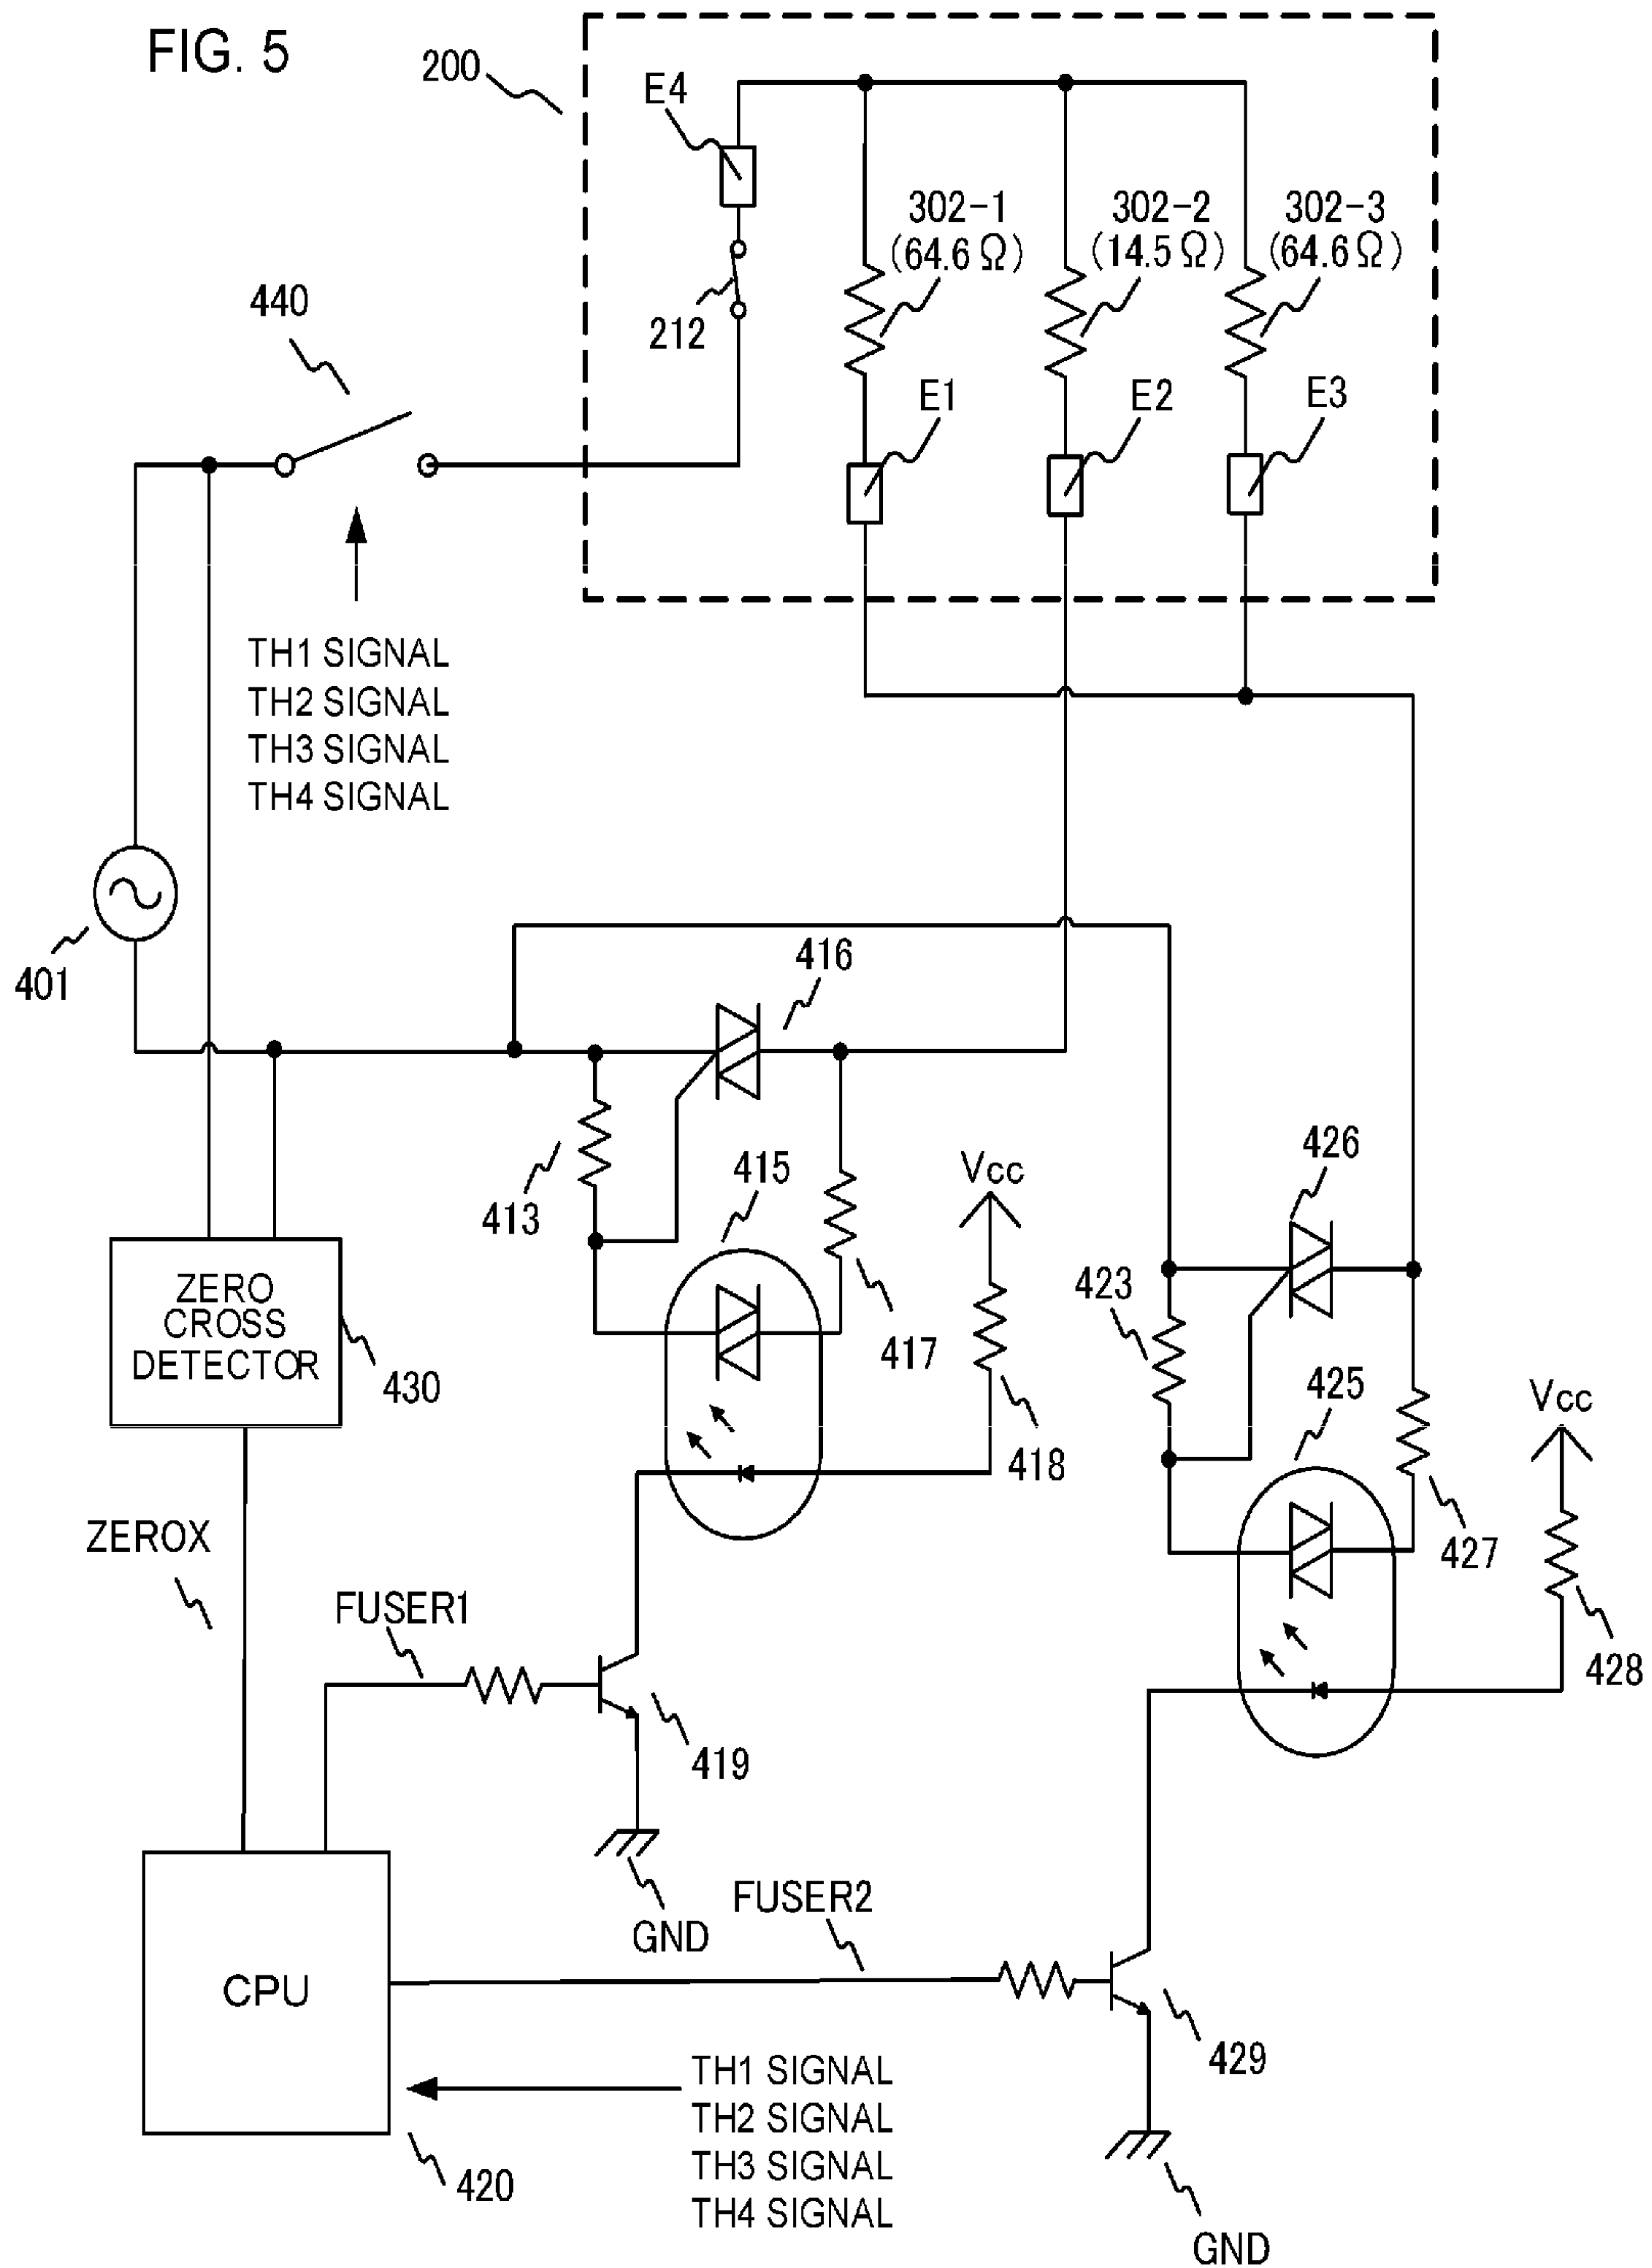 FIG. 5
200
E4
302-1
(64.6 Ω)
302-2
(14.5 Ω)
302-3
(64.6 Ω)
440
212
E1
E2
E3
TH1 SIGNAL
TH2 SIGNAL
TH3 SIGNAL
TH4 SIGNAL
401
416
413
415
Vcc
426
423
417
ZERO
CROSS
DETECTOR
430
425
Vcc
418
427
ZEROX
FUSER1
428
419
GND
FUSER2
CPU
429
TH1 SIGNAL
TH2 SIGNAL
TH3 SIGNAL
TH4 SIGNAL
420
GND